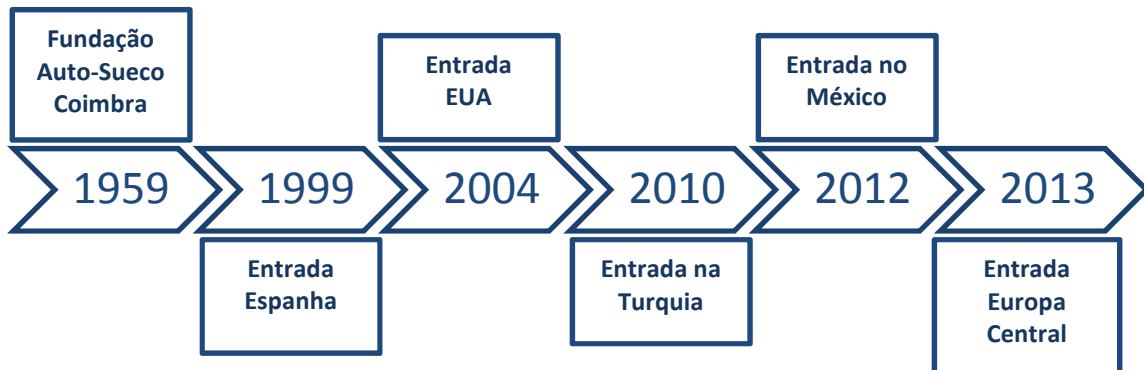 Fundação
Auto-Sueco
Coimbra
Entrada
EUA
Entrada no
México
1959
1999
2004
2010
2012
2013
Entrada
Espanha
Entrada na
Turquia
Entrada
Europa
Central